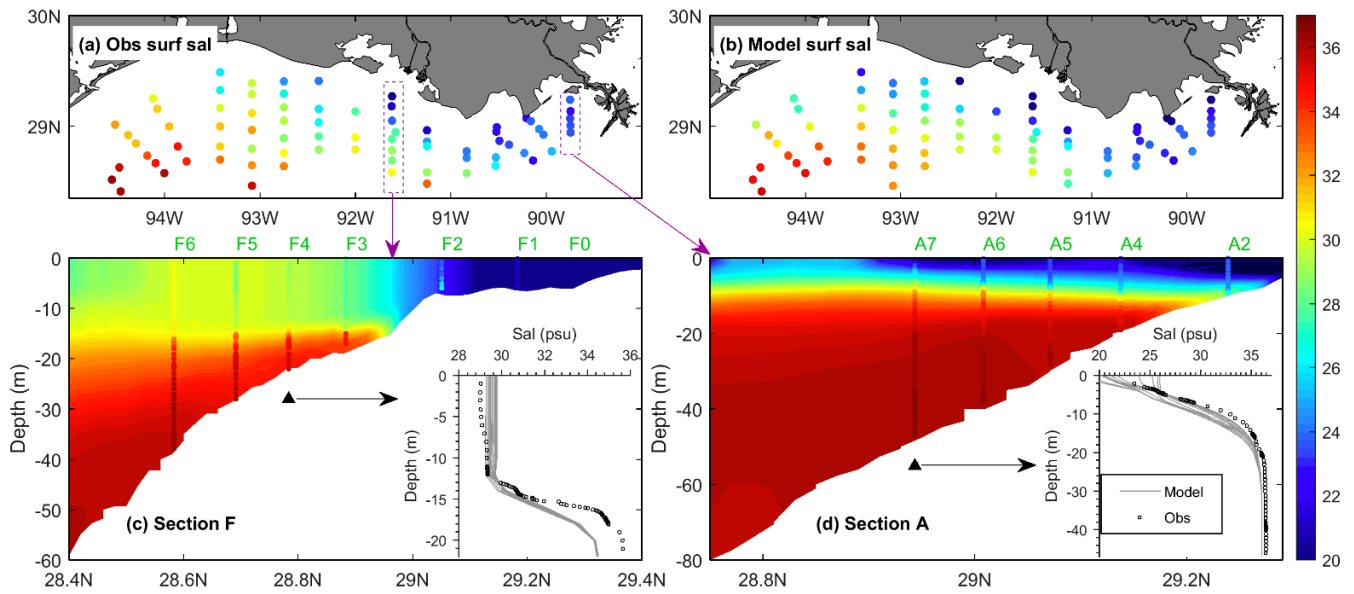 30N
29N
(a) Obs surf sal
94W 93W 92W 91W 90W
30N
29N
(b) Model surf sal
94W 93W 92W 91W 90W
36
34
32
30
28
26
24
22
20
F6 F5 F4 F3 F2 F1 F0
0
-10
-20
-30
-40
-50
-60
Depth (m)
28.4N 28.6N 28.8N 29N 29.2N 29.4N
(c) Section F
Sal (psu)
28 30 32 34 36
0
-5
-10
-15
-20
Depth (m)
A7 A6 A5 A4 A2
0
-20
-40
-60
-80
Depth (m)
28.8N 29N 29.2N
(d) Section A
Sal (psu)
20 25 30 35
0
-10
-20
-30
-40
Depth (m)
Model
Obs